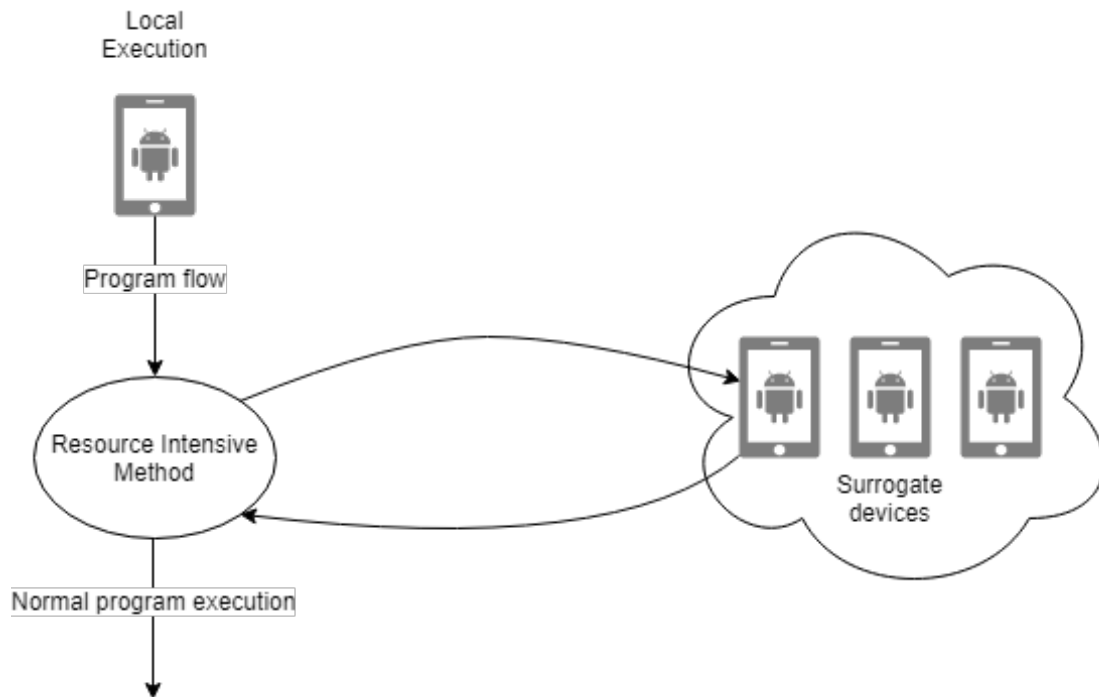 Local
Execution
Program flow
Resource Intensive
Method
Surrogate
devices
Normal program execution